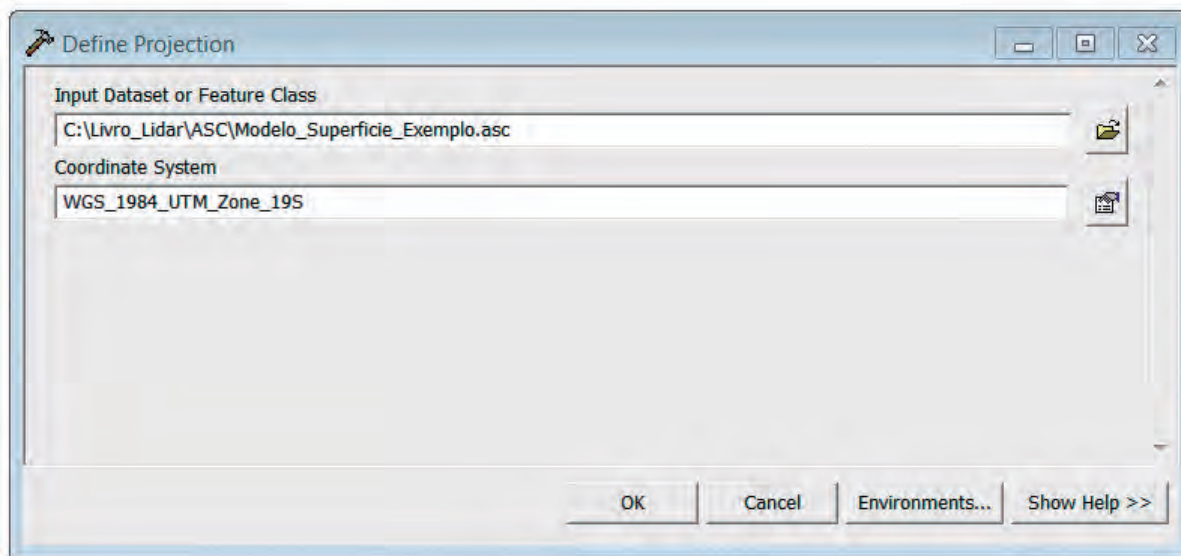 Define Projection
Input Dataset or Feature Class
C:\Livro_Lidar\ASC\Modelo_Superficie_Exemplo.asc
Coordinate System
WGS_1984_UTM_Zone_19S
OK Cancel Environments... Show Help >>